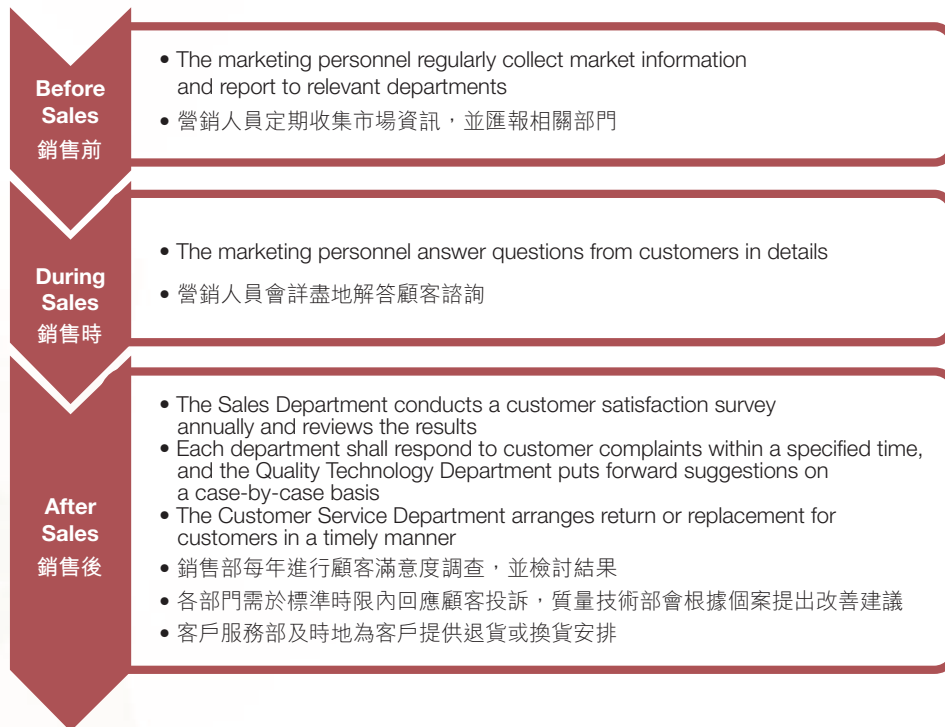 Before
Sales
銷售前
• The marketing personnel regularly collect market information
and report to relevant departments
• 營銷人員定期收集市場資訊，並匯報相關部門
During
Sales
銷售時
• The marketing personnel answer questions from customers in details
• 營銷人員會詳盡地解答顧客諮詢
After
Sales
銷售後
• The Sales Department conducts a customer satisfaction survey
annually and reviews the results
• Each department shall respond to customer complaints within a specified time,
and the Quality Technology Department puts forward suggestions on
a case-by-case basis
• The Customer Service Department arranges return or replacement for
customers in a timely manner
• 銷售部每年進行顧客滿意度調查，並檢討結果
• 各部門需於標準時限內回應顧客投訴，質量技術部會根據個案提出改善建議
• 客戶服務部及時地為客戶提供退貨或換貨安排